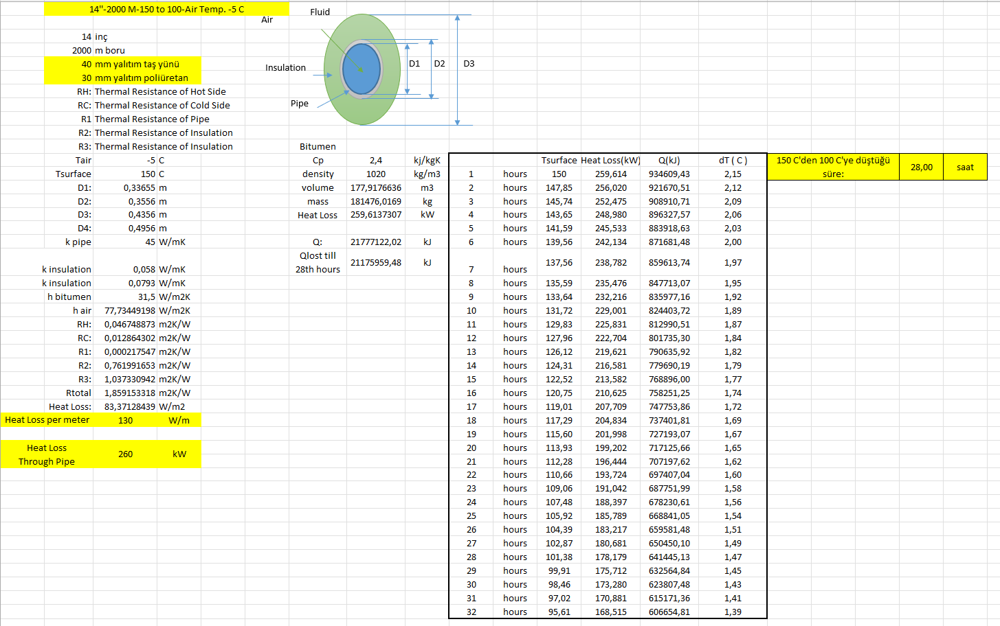 14"-2000 M-150 to 100-Air Temp. -5 C
Fluid
Air
Insulation
Pipe
D1
D2
D3
14 inç
2000 m boru
40 mm yalıtım taş yünü
30 mm yalıtım poliüretan
RH: Thermal Resistance of Hot Side
RC: Thermal Resistance of Cold Side
R1 Thermal Resistance of Pipe
R2: Thermal Resistance of Insulation
R3: Thermal Resistance of Insulation
Tair -5 C
Tsurface 150 C
D1: 0,33655 m
D2: 0,3556 m
D3: 0,4356 m
D4: 0,4956 m
k pipe 45 W/mK
k insulation 0,058 W/mK
k insulation 0,0793 W/mK
h bitumen 31,5 W/m2K
h air 77,73449198 W/m2K
RH: 0,046748873 m2K/W
RC: 0,012864302 m2K/W
R1: 0,000217547 m2K/W
R2: 0,761991653 m2K/W
R3: 1,037330942 m2K/W
Rtotal 1,859153318 m2K/W
Heat Loss: 83,37128439 W/m2
Heat Loss per meter 130 W/m
Heat Loss
Through Pipe 260 kW
Bitumen
Cp 2,4 kj/kgK
density 1020 kg/m3
volume 177,9176636 m3
mass 181476,0169 kg
Heat Loss 259,6137307 kW
Q: 21777122,02 kJ
Qlost till
28th hours 21175959,48 kJ
Tsurface Heat Loss(kW) Q(kJ) dT ( C )
1 hours 150 259,614 934609,43 2,15
2 hours 147,85 256,020 921670,51 2,12
3 hours 145,74 252,475 908910,71 2,09
4 hours 143,65 248,980 896327,57 2,06
5 hours 141,59 245,533 883918,63 2,03
6 hours 139,56 242,134 871681,48 2,00
7 hours 137,56 238,782 859613,74 1,97
8 hours 135,59 235,476 847713,07 1,95
9 hours 133,64 232,216 835977,16 1,92
10 hours 131,72 229,001 824403,72 1,89
11 hours 129,83 225,831 812990,51 1,87
12 hours 127,96 222,704 801735,30 1,84
13 hours 126,12 219,621 790635,92 1,82
14 hours 124,31 216,581 779690,19 1,79
15 hours 122,52 213,582 768896,00 1,77
16 hours 120,75 210,625 758251,25 1,74
17 hours 119,01 207,709 747753,86 1,72
18 hours 117,29 204,834 737401,81 1,69
19 hours 115,60 201,998 727193,07 1,67
20 hours 113,93 199,202 717125,66 1,65
21 hours 112,28 196,444 707197,62 1,62
22 hours 110,66 193,724 697407,04 1,60
23 hours 109,06 191,042 687751,99 1,58
24 hours 107,48 188,397 678230,61 1,56
25 hours 105,92 185,789 668841,05 1,54
26 hours 104,39 183,217 659581,48 1,51
27 hours 102,87 180,681 650450,10 1,49
28 hours 101,38 178,179 641445,13 1,47
29 hours 99,91 175,712 632564,84 1,45
30 hours 98,46 173,280 623807,48 1,43
31 hours 97,02 170,881 615171,36 1,41
32 hours 95,61 168,515 606654,81 1,39
150 C'den 100 C'ye düştüğü
süre: 28,00 saat